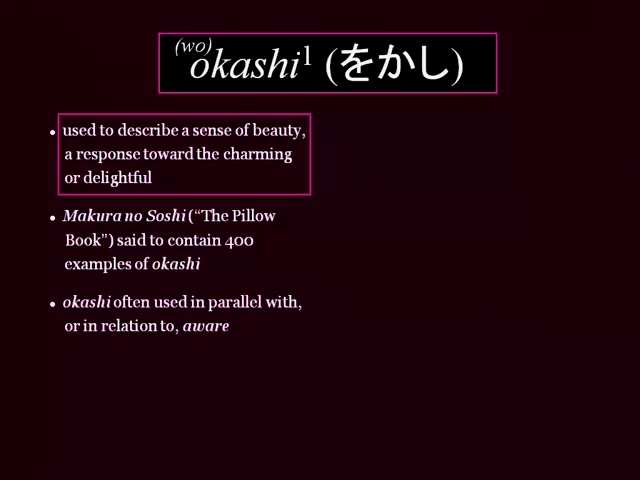 (wo)
okashi¹ (をかし)
• used to describe a sense of beauty,
a response toward the charming
or delightful
• Makura no Soshi (“The Pillow
Book”) said to contain 400
examples of okashi
• okashi often used in parallel with,
or in relation to, aware